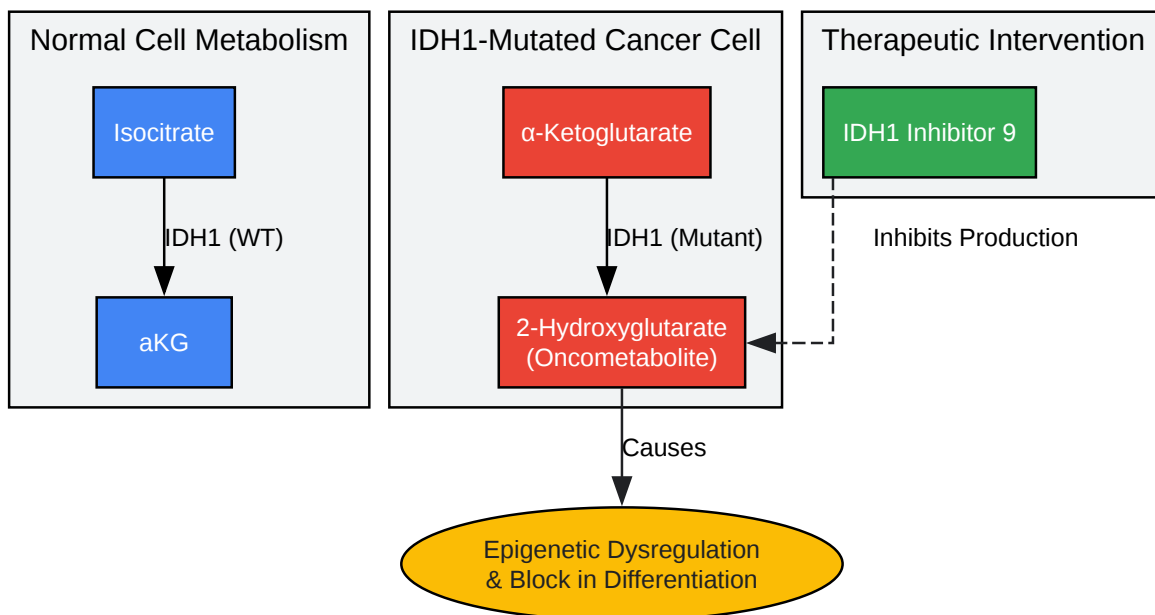 Normal Cell Metabolism
Isocitrate
IDH1 (WT)
aKG
IDH1-Mutated Cancer Cell
α-Ketoglutarate
IDH1 (Mutant)
2-Hydroxyglutarate
(Oncometabolite)
Causes
Epigenetic Dysregulation
& Block in Differentiation
Therapeutic Intervention
IDH1 Inhibitor 9
Inhibits Production